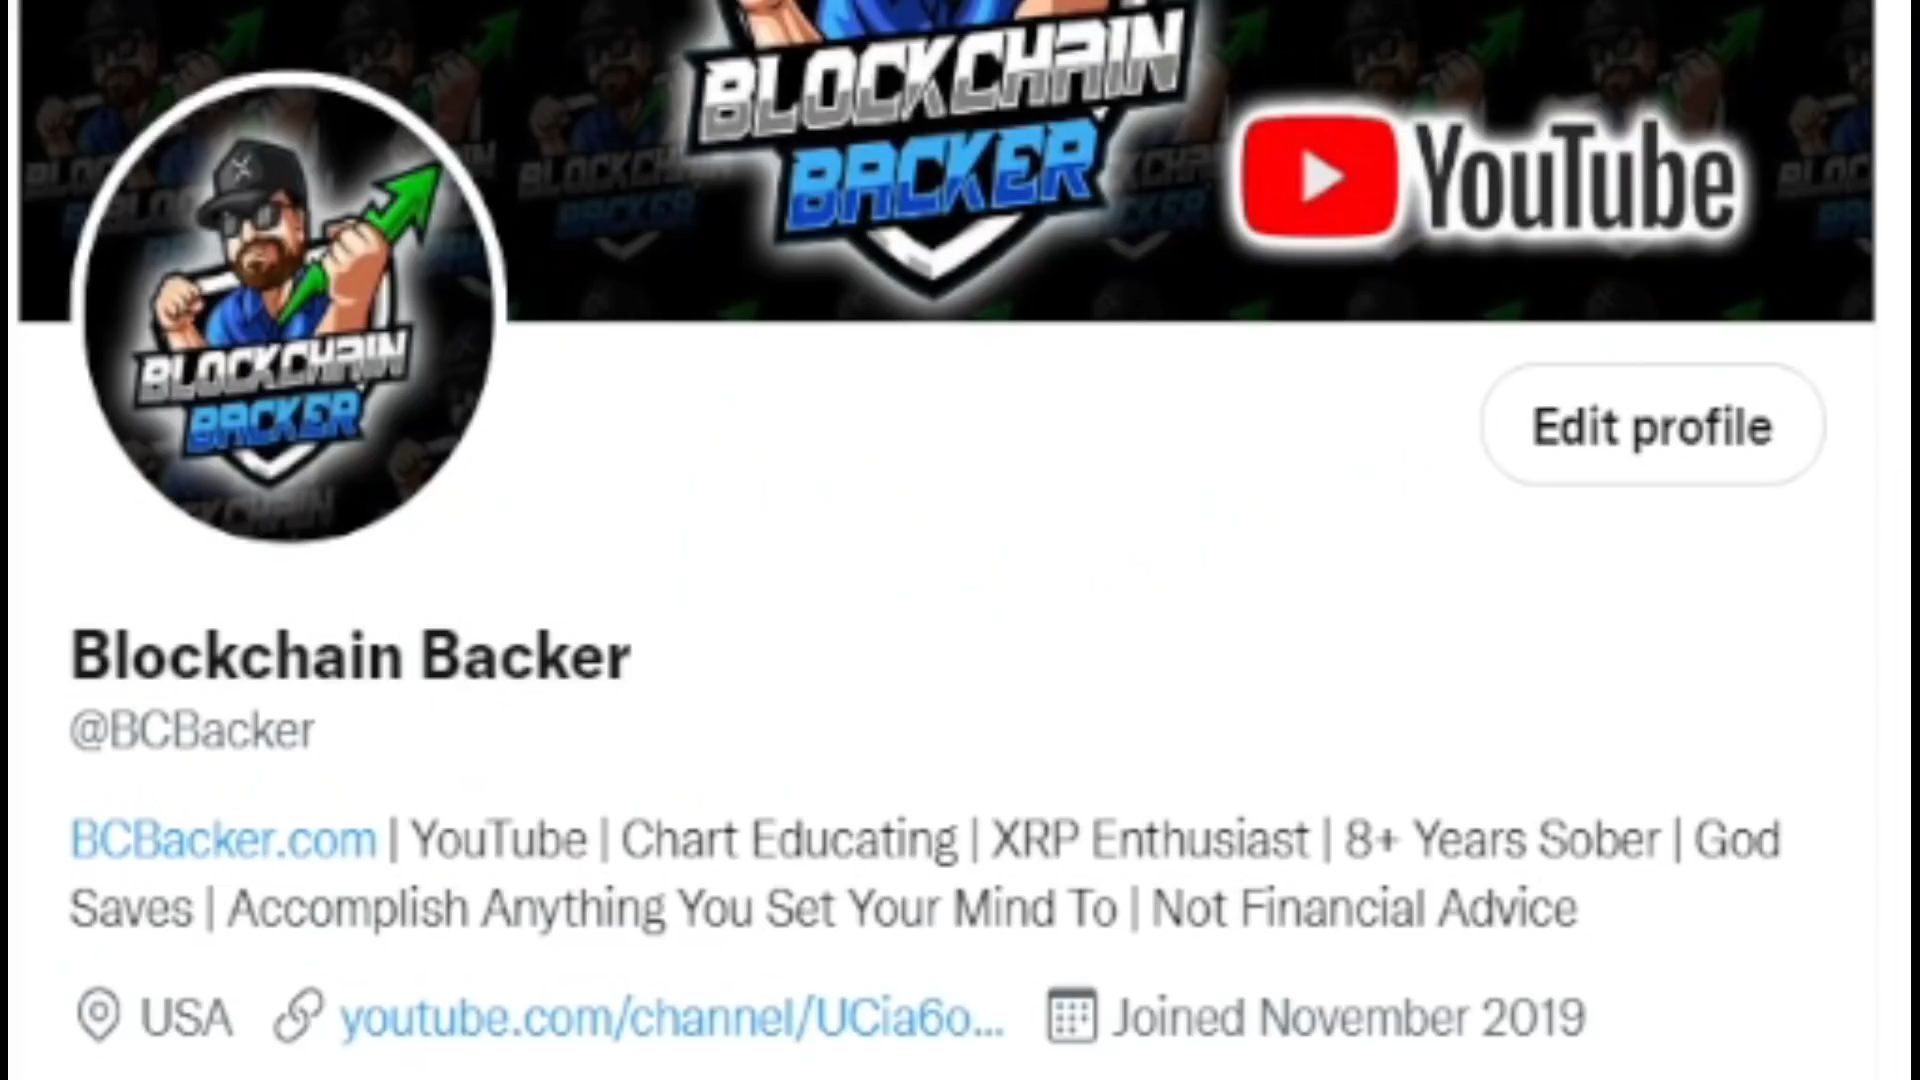 BLOCKCHAIN
BACKER
YouTube
BLOCKCHAIN
BACKER
Edit profile
Blockchain Backer
@BCBacker
BCBacker.com | YouTube | Chart Educating | XRP Enthusiast | 8+ Years Sober | God
Saves | Accomplish Anything You Set Your Mind To | Not Financial Advice
USA youtube.com/channel/UCia6o... Joined November 2019